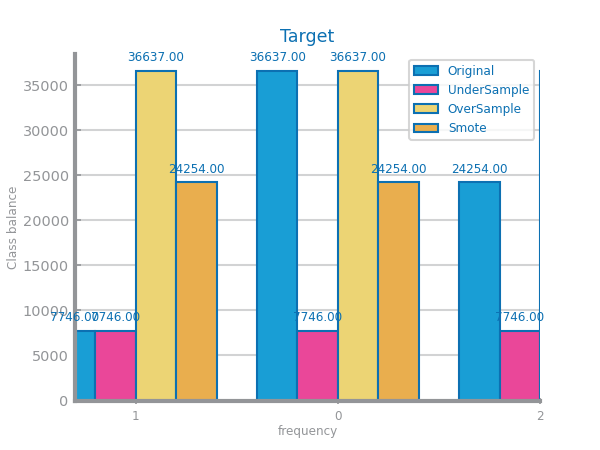 Target
36637.00 36637.00 36637.00
Original
UnderSample
OverSample
Smote
24254.00 24254.00 24254.00
7746.00 7746.00 7746.00 7746.00
35000
30000
25000
20000
15000
10000
5000
0
Class balance
1 0 2
frequency